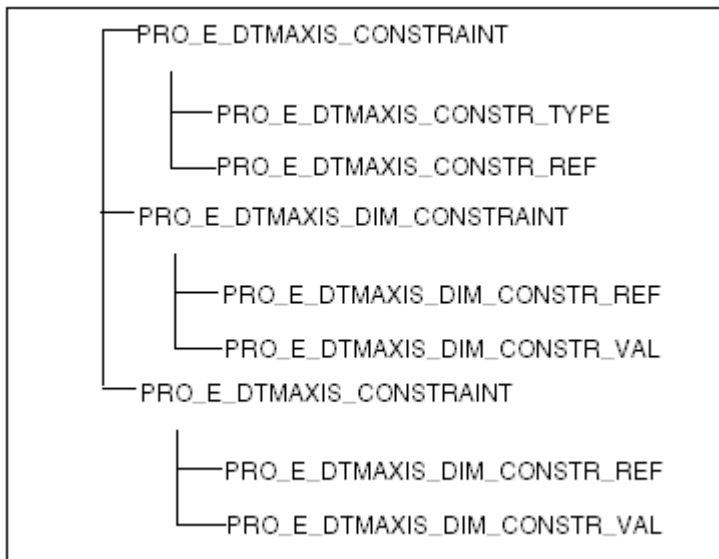 PRO_E_DTMAXIS_CONSTRAINT
PRO_E_DTMAXIS_CONSTR_TYPE
PRO_E_DTMAXIS_CONSTR_REF
PRO_E_DTMAXIS_DIM_CONSTRAINT
PRO_E_DTMAXIS_DIM_CONSTR_REF
PRO_E_DTMAXIS_DIM_CONSTR_VAL
PRO_E_DTMAXIS_CONSTRAINT
PRO_E_DTMAXIS_DIM_CONSTR_REF
PRO_E_DTMAXIS_DIM_CONSTR_VAL